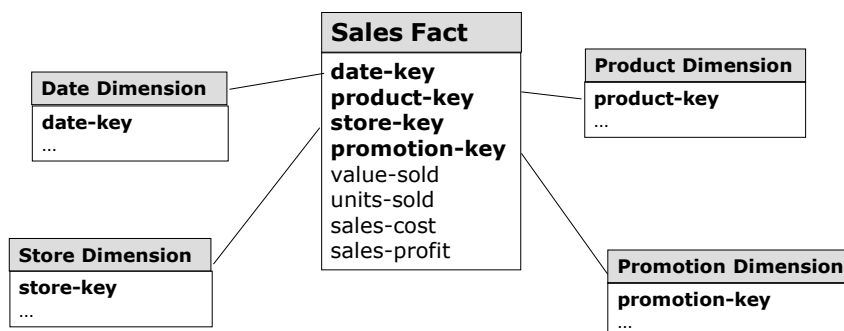 Sales Fact
date-key
product-key
store-key
promotion-key
value-sold
units-sold
sales-cost
sales-profit
Date Dimension
date-key
...
Product Dimension
product-key
...
Store Dimension
store-key
...
Promotion Dimension
promotion-key
...